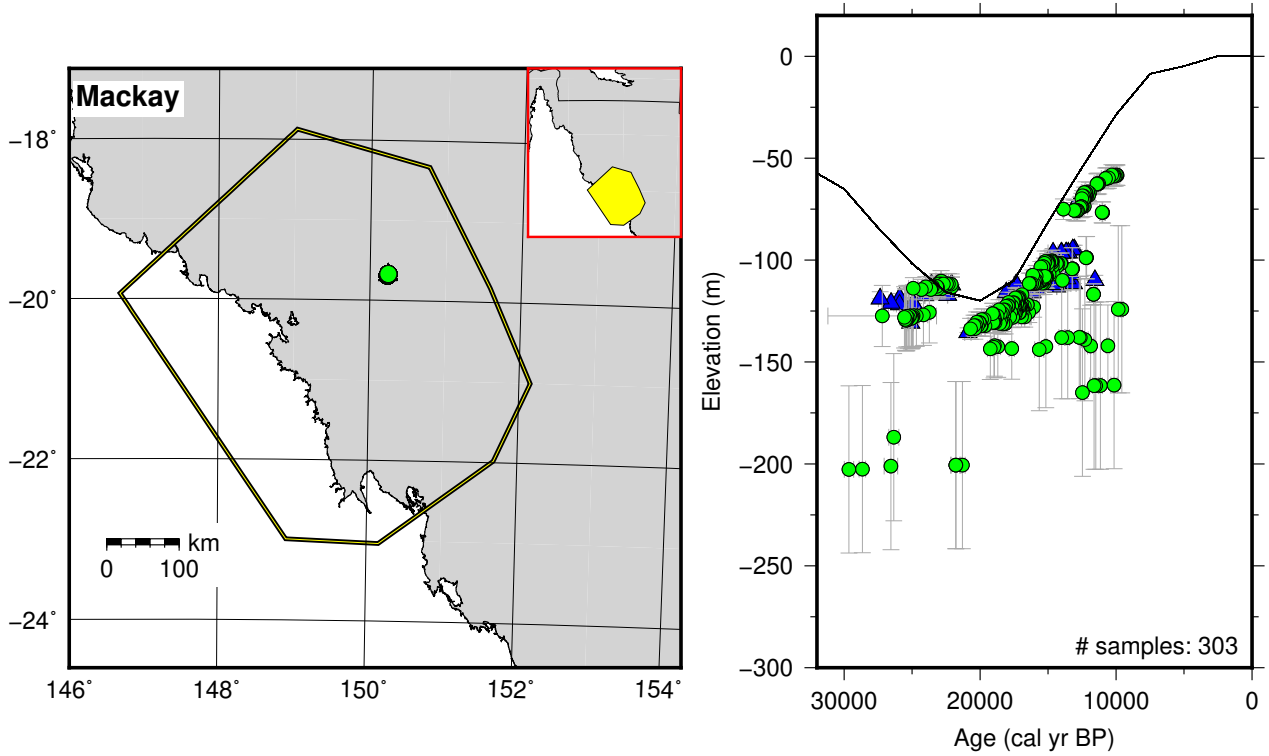 Mackay
−18˚
−20˚
−22˚
−24˚
km
0 100
146˚ 148˚ 150˚ 152˚ 154˚
0
−50
−100
−150
−200
−250
−300
Elevation (m)
# samples: 303
30000 20000 10000 0
Age (cal yr BP)